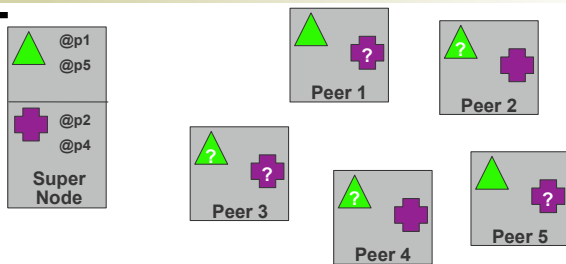 @p1
@p5
@p2
@p4
Super
Node
?
Peer 1
?
Peer 2
?
?
Peer 3
?
Peer 4
?
Peer 5